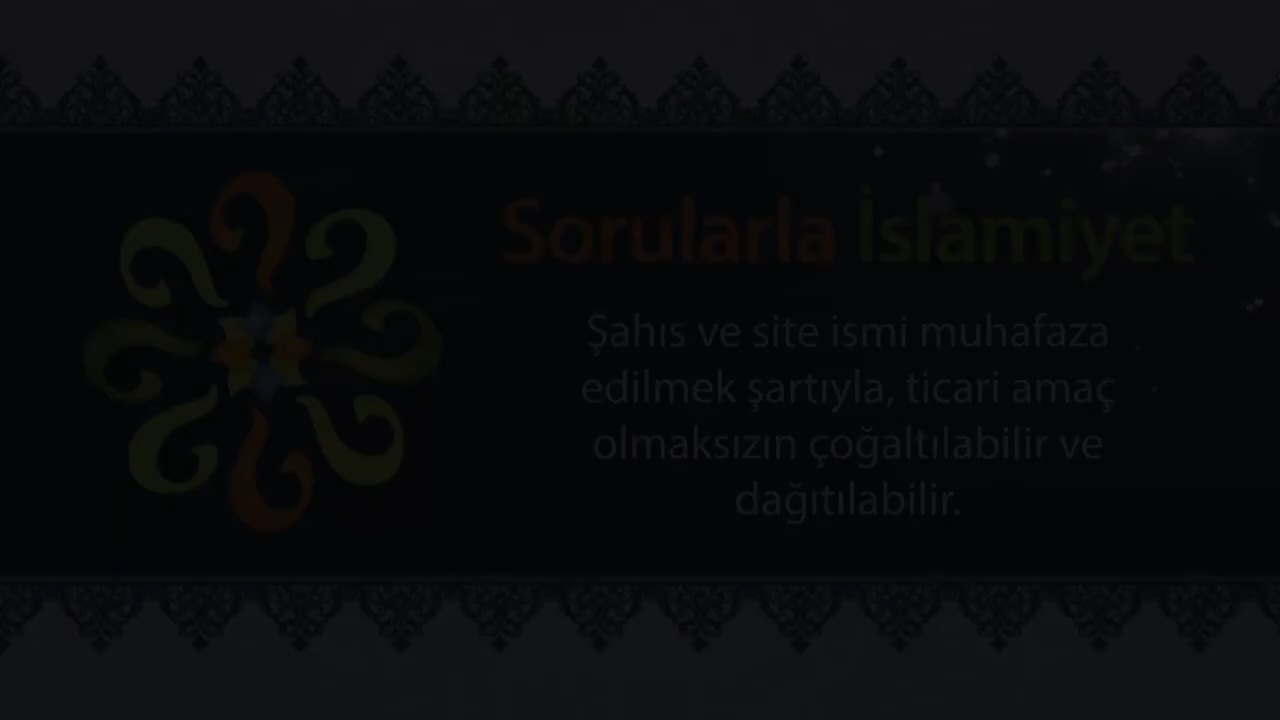 Sorularla İslamiyet
Şahıs ve site ismi muhafaza
edilmek şartıyla, ticari amaç
olmaksızın çoğaltılabilir ve
dağıtılabilir.